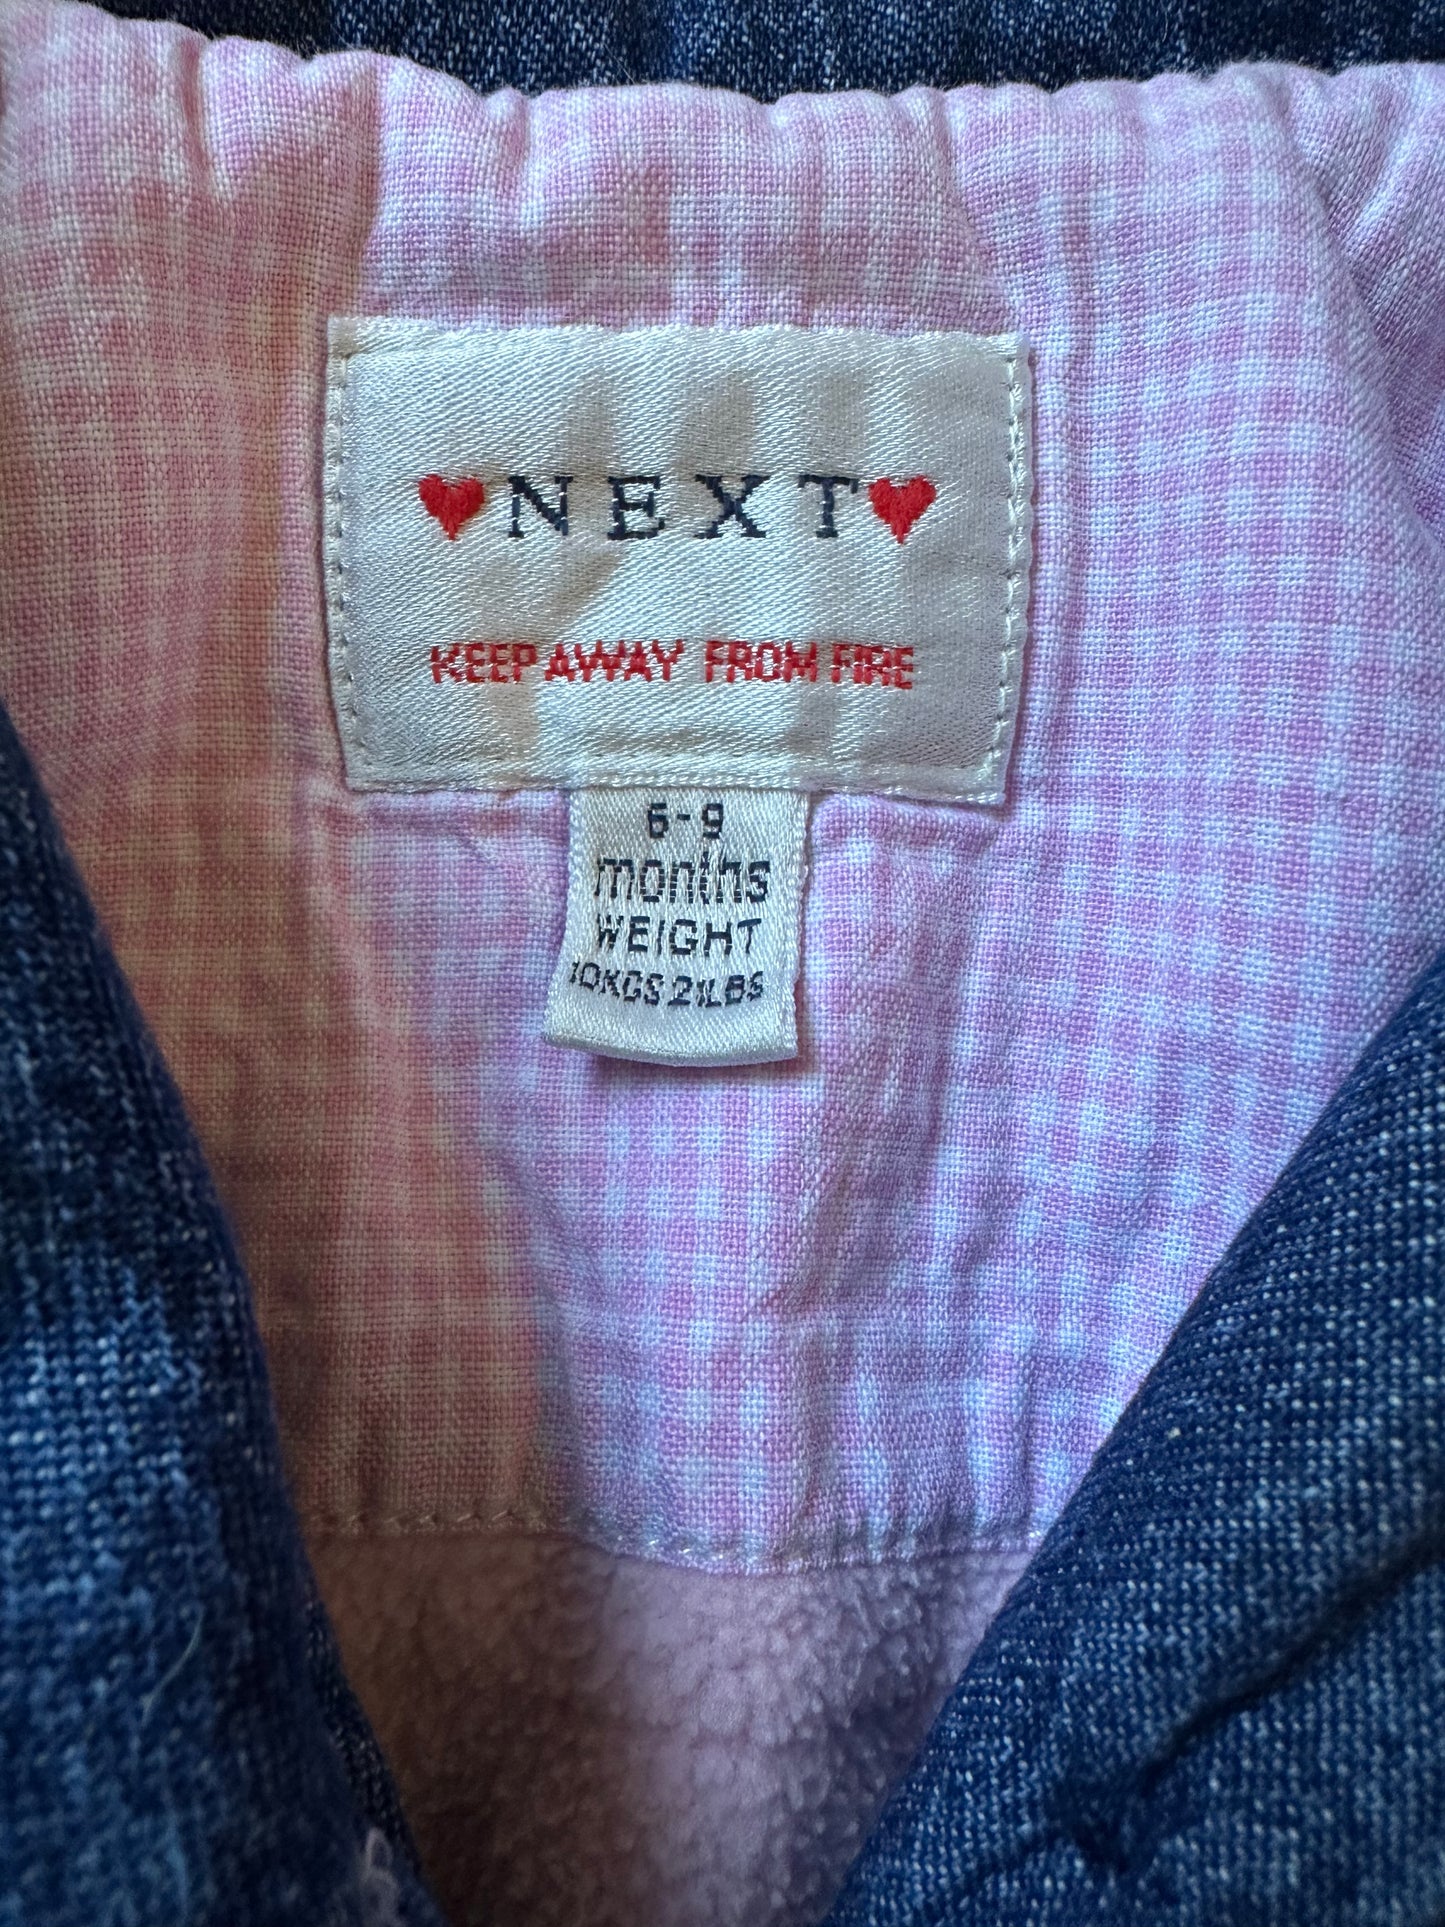 NEXT
KEEP AWAY FROM FIRE
6-9
months
WEIGHT
10KGS 21LBS